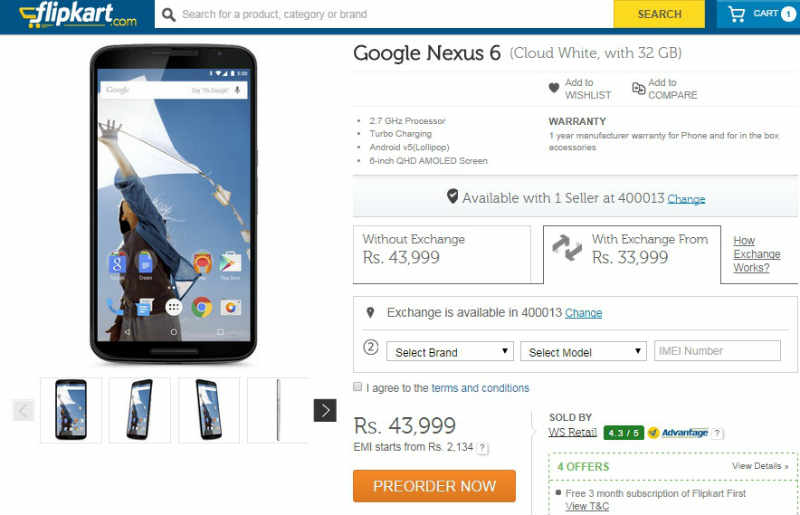 flipkart.com
Search for a product, category or brand
SEARCH
CART 1
Google Nexus 6 (Cloud White, with 32 GB)
Add to
WISHLIST
Add to
COMPARE
2.7 GHz Processor
Turbo Charging
Android v5(Lollipop)
6-inch QHD AMOLED Screen
WARRANTY
1 year manufacturer warranty for Phone and for in the box
accessories
Available with 1 Seller at 400013 Change
Without Exchange
Rs. 43,999
With Exchange From
Rs. 33,999
How
Exchange
Works?
Exchange is available in 400013 Change
2 Select Brand Select Model IMEI Number
I agree to the terms and conditions
Rs. 43,999
EMI starts from Rs. 2,134 ?
PREORDER NOW
SOLD BY
WS Retail 4.3 / 5 Advantage ?
4 OFFERS View Details »
Free 3 month subscription of Flipkart First
View T&C
Google
Say "Ok Google"